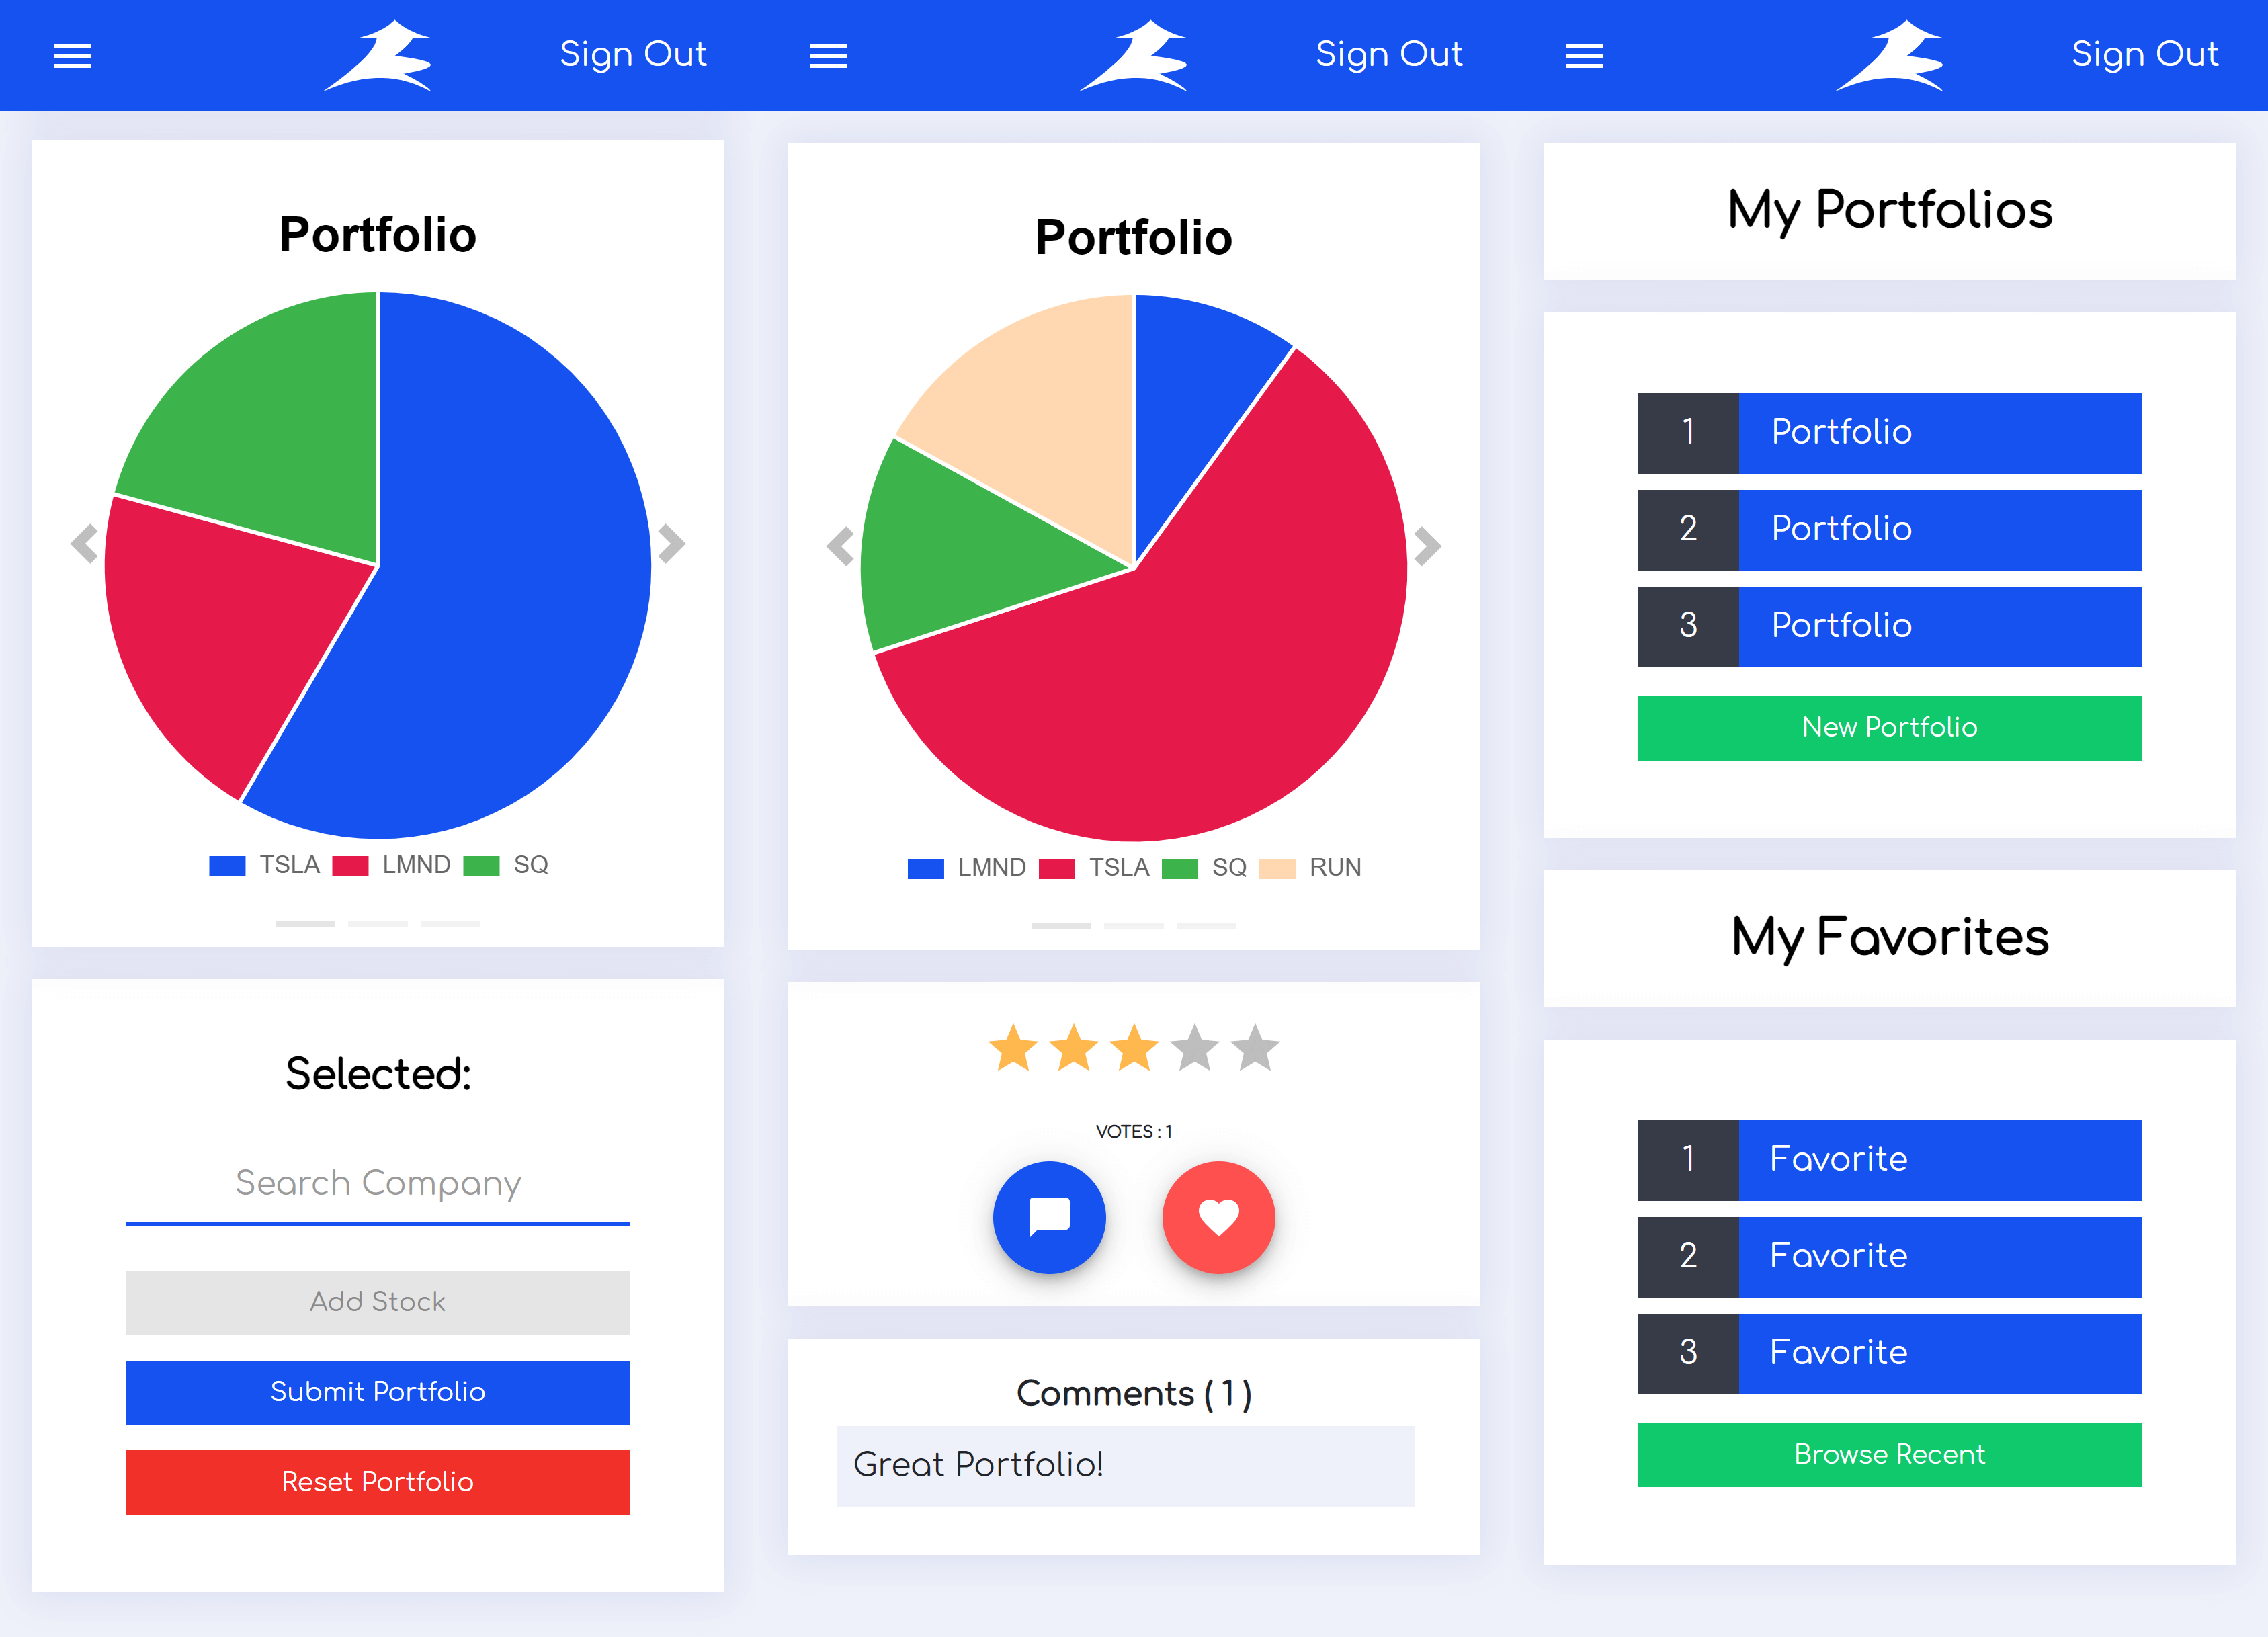 Sign Out
Portfolio
TSLA LMND SQ
Selected:
Search Company
Add Stock
Submit Portfolio
Reset Portfolio
Sign Out
Portfolio
LMND TSLA SQ RUN
VOTES : 1
Comments ( 1 )
Great Portfolio!
Sign Out
My Portfolios
1 Portfolio
2 Portfolio
3 Portfolio
New Portfolio
My Favorites
1 Favorite
2 Favorite
3 Favorite
Browse Recent